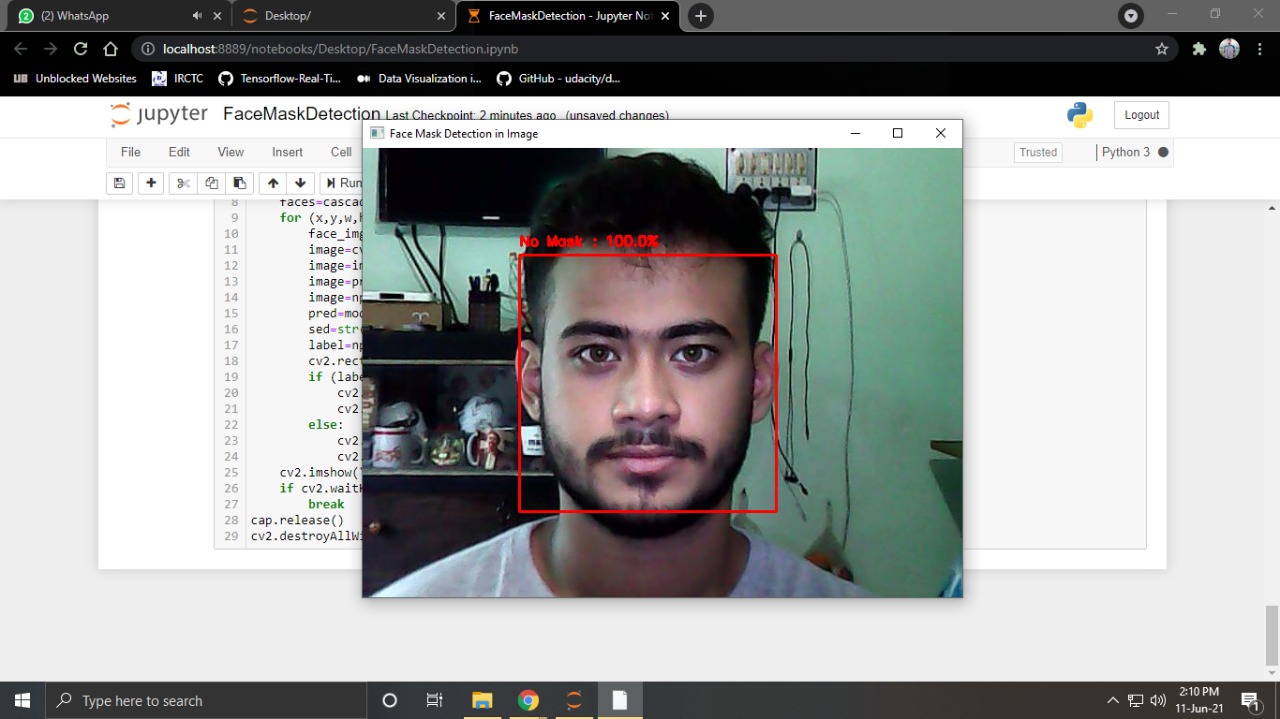 (2) WhatsApp
Desktop/
FaceMaskDetection - Jupyter Not
localhost:8889/notebooks/Desktop/FaceMaskDetection.ipynb
UB Unblocked Websites
IRCTC
Tensorflow-Real-Ti...
Data Visualization i...
GitHub - udacity/d...
jupyter FaceMaskDetection Last Checkpoint: 2 minutes ago (unsaved changes)
Logout
Face Mask Detection in Image
File Edit View Insert Cell
Trusted
Python 3
Run
No Mask : 100.0%
8 faces=cascad
9 for (x,y,w,h
10 face_img
11 image=cv
12 image=im
13 image=pr
14 image=np
15 pred=mod
16 sed=str(
17 label=np
18 cv2.rect
19 if (labe
20 cv2.
21 cv2.
22 else:
23 cv2.
24 cv2.
25 cv2.imshow('
26 if cv2.waitK
27 break
28 cap.release()
29 cv2.destroyAllWi
Type here to search
2:10 PM
11-Jun-21
1